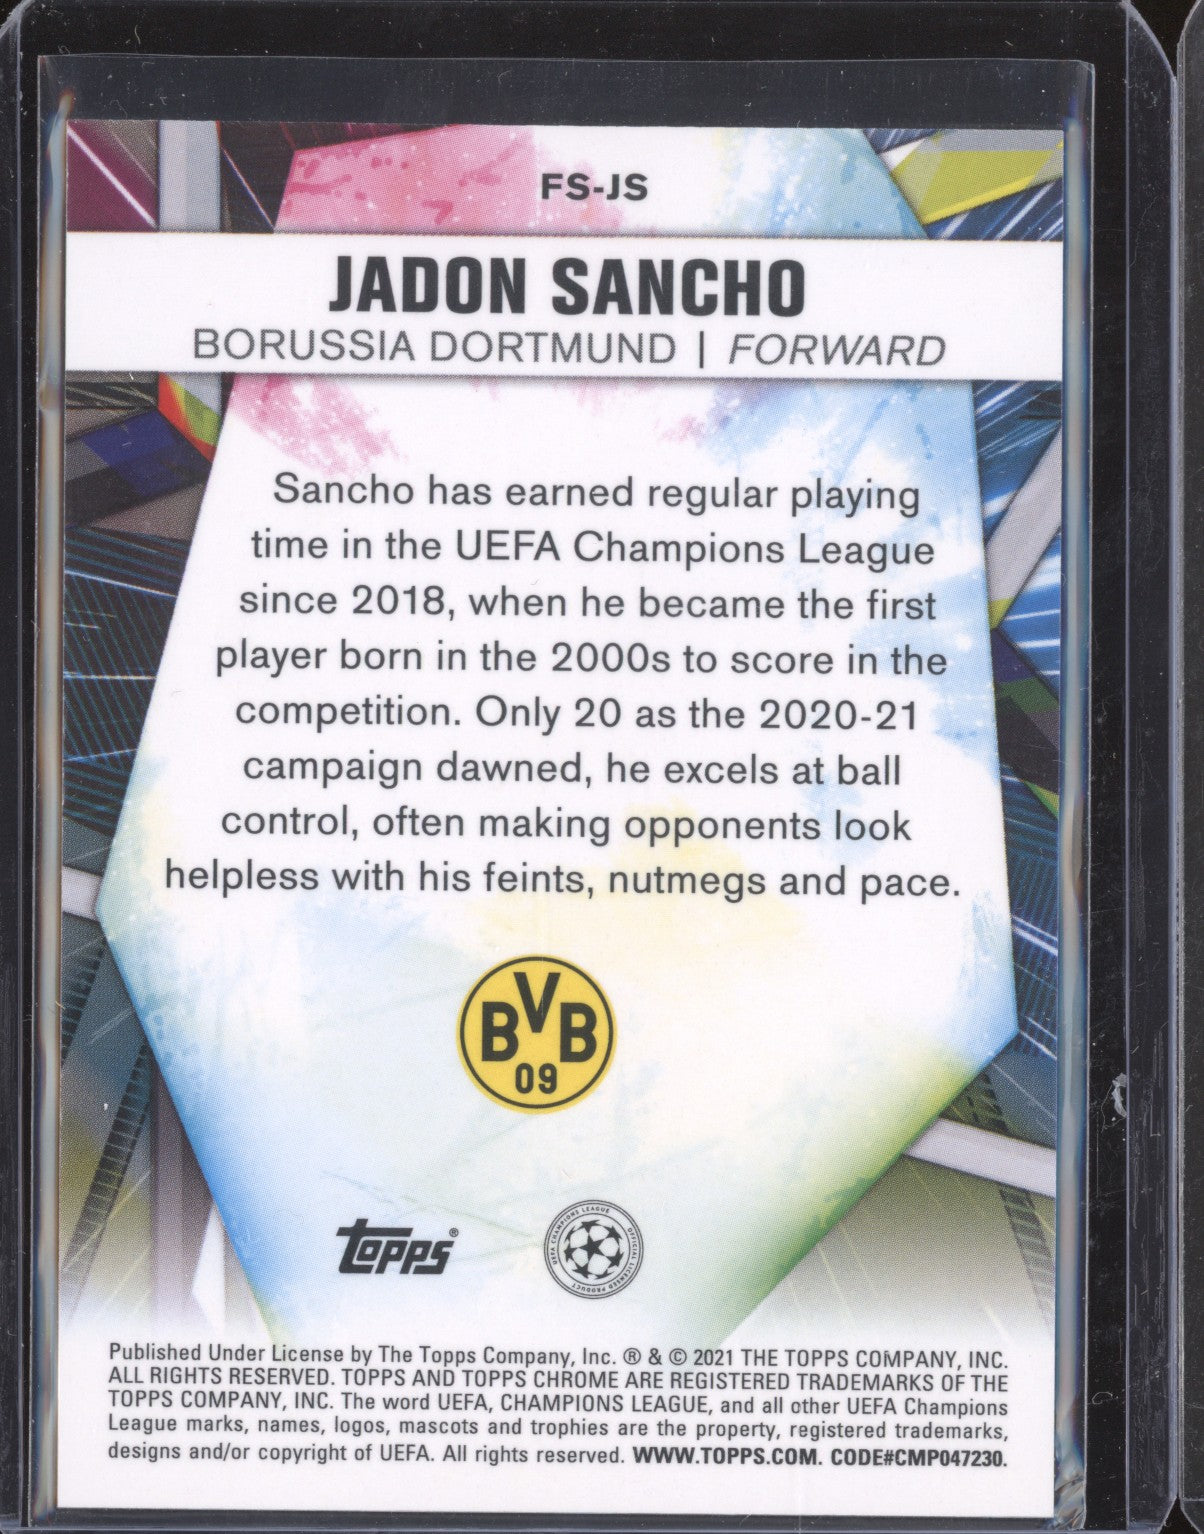 FS-JS
JADON SANCHO
BORUSSIA DORTMUND | FORWARD
Sancho has earned regular playing
time in the UEFA Champions League
since 2018, when he became the first
player born in the 2000s to score in the
competition. Only 20 as the 2020-21
campaign dawned, he excels at ball
control, often making opponents look
helpless with his feints, nutmegs and pace.
BVB
09
topps®
UEFA CHAMPIONS LEAGUE
OFFICIAL LICENSED PRODUCT
Published Under License by The Topps Company, Inc. ® & © 2021 THE TOPPS COMPANY, INC.
ALL RIGHTS RESERVED. TOPPS AND TOPPS CHROME ARE REGISTERED TRADEMARKS OF THE
TOPPS COMPANY, INC. The word UEFA, CHAMPIONS LEAGUE, and all other UEFA Champions
League marks, names, logos, mascots and trophies are the property, registered trademarks,
designs and/or copyright of UEFA. All rights reserved. WWW.TOPPS.COM. CODE#CMP047230.